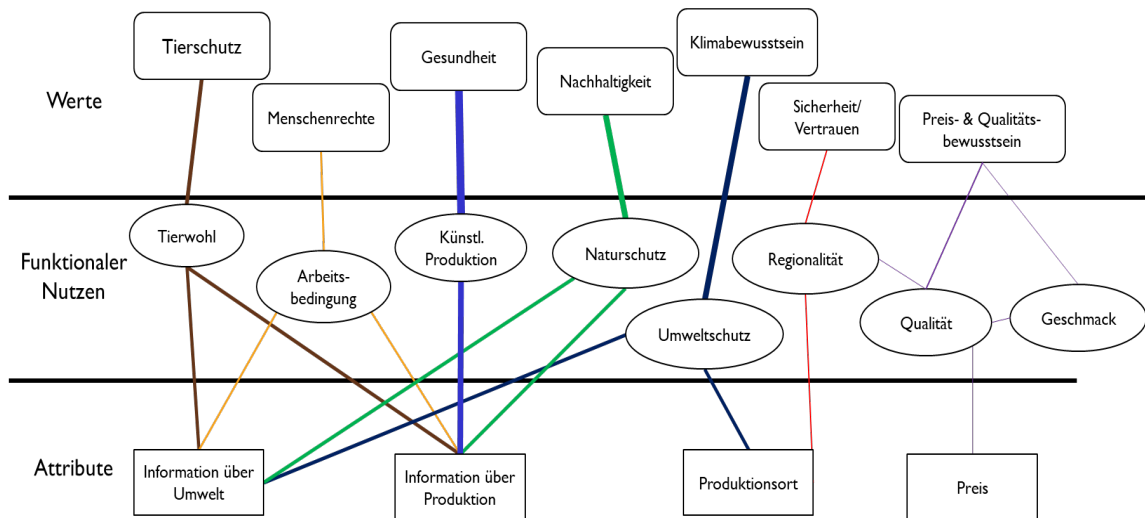 Tierschutz
Gesundheit
Klimabewusstsein
Nachhaltigkeit
Werte
Menschenrechte
Sicherheit/
Vertrauen
Preis- & Qualitäts-
bewusstsein
Tierwohl
Künstl.
Produktion
Naturschutz
Regionalität
Funktionaler
Nutzen
Arbeits-
bedingung
Umweltschutz
Qualität
Geschmack
Attribute
Information über
Umwelt
Information über
Produktion
Produktionsort
Preis